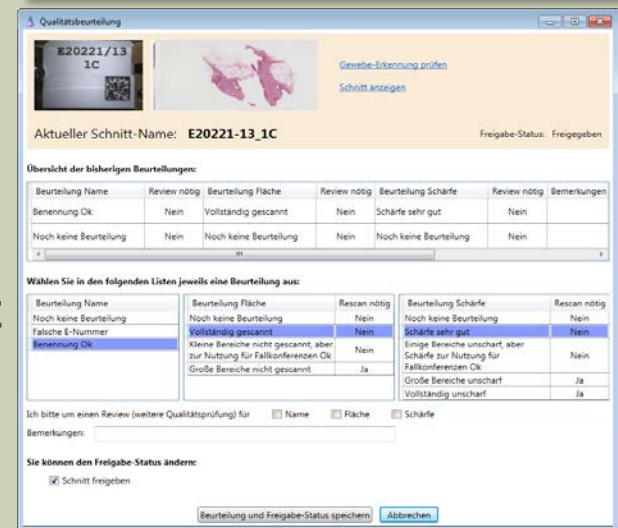 Qualitätsbeurteilung
E20221/13
1C
Gewebe-Erkennung prüfen
Schnitt anzeigen
Aktueller Schnitt-Name: E20221-13_1C
Freigabe-Status: Freigegeben
Übersicht der bisherigen Beurteilungen:
Beurteilung Name Review nötig Beurteilung Fläche Review nötig Beurteilung Schärfe Review nötig Bemerkungen
Benennung Ok Nein Vollständig gescannt Nein Schärfe sehr gut Nein
Noch keine Beurteilung Nein Noch keine Beurteilung Nein Noch keine Beurteilung Nein
Wählen Sie in den folgenden Listen jeweils eine Beurteilung aus:
Beurteilung Name
Noch keine Beurteilung
Falsche E-Nummer
Benennung Ok
Beurteilung Fläche Rescan nötig
Noch keine Beurteilung Nein
Vollständig gescannt Nein
Kleine Bereiche nicht gescannt, aber
zur Nutzung für Fallkonferenzen Ok Nein
Große Bereiche nicht gescannt Ja
Beurteilung Schärfe Rescan nötig
Noch keine Beurteilung Nein
Schärfe sehr gut Nein
Einige Bereiche unscharf, aber
Schärfe zur Nutzung für Nein
Fallkonferenzen Ok
Große Bereiche unscharf Ja
Vollständig unscharf Ja
Ich bitte um einen Review (weitere Qualitätsprüfung) für Name Fläche Schärfe
Bemerkungen:
Sie können den Freigabe-Status ändern:
Schnitt freigeben
Beurteilung und Freigabe-Status speichern Abbrechen